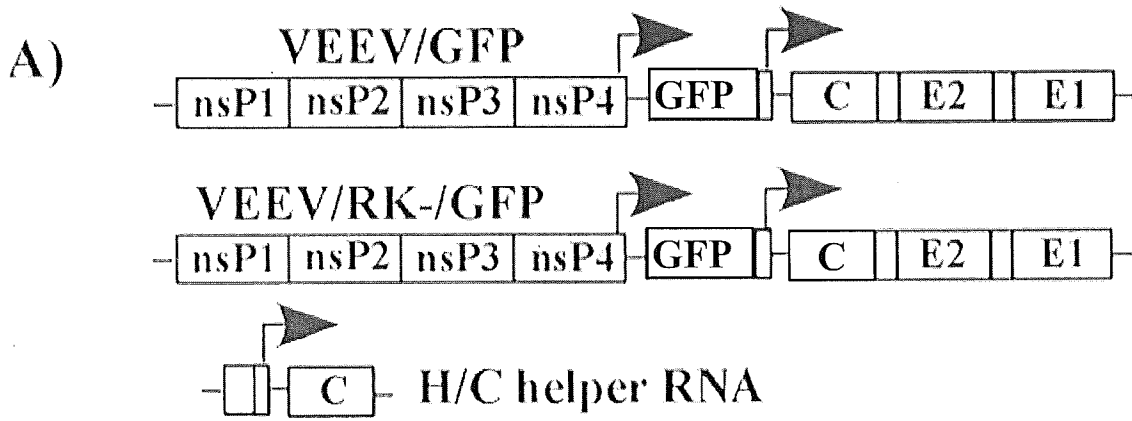 A)
VEEV/GFP
nsP1 nsP2 nsP3 nsP4 GFP C E2 E1
VEEV/RK-/GFP
nsP1 nsP2 nsP3 nsP4 GFP C E2 E1
C H/C helper RNA